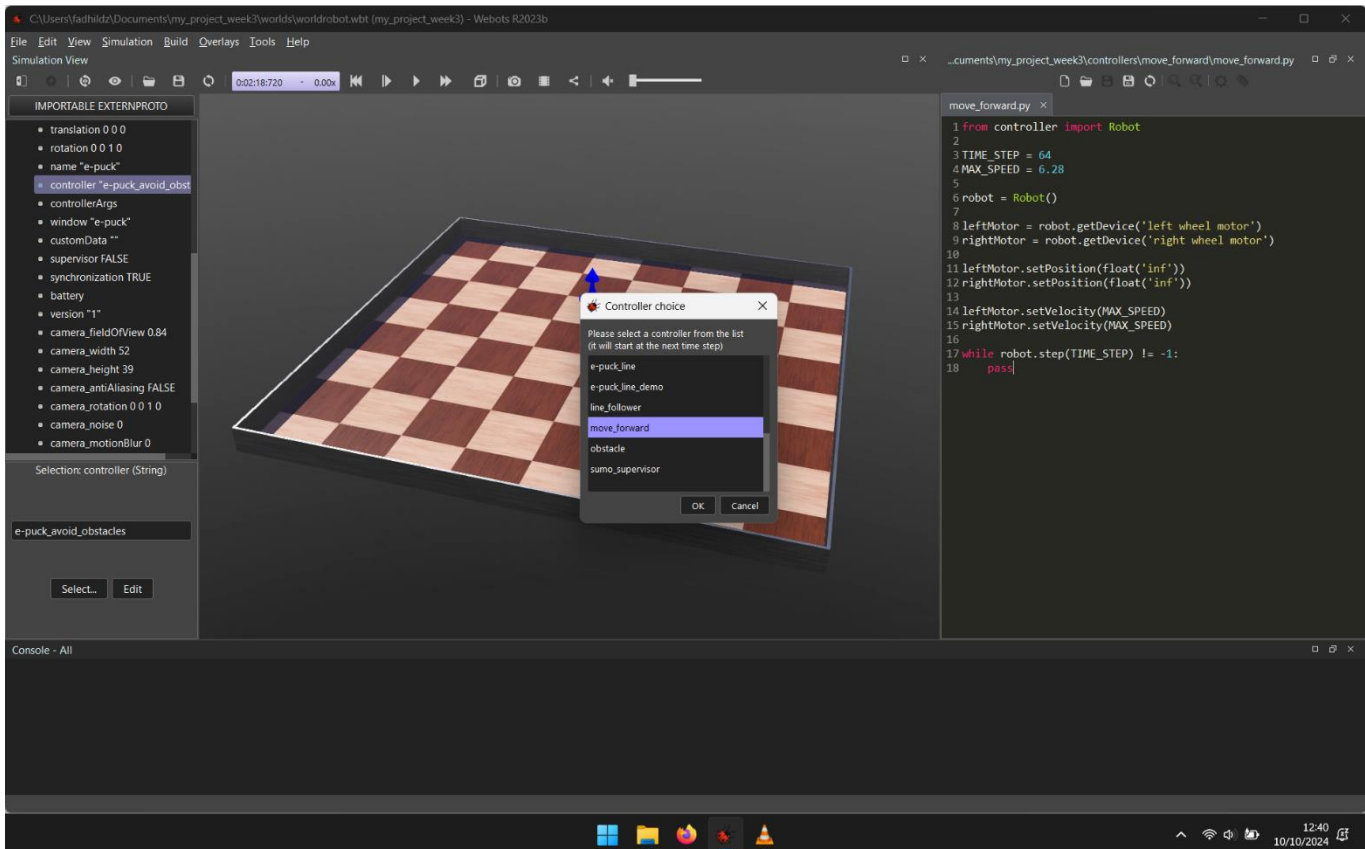 C:\Users\fadhildz\Documents\my_project_week3\worlds\worldrobot.wbt (my_project_week3) - Webots R2023b
File Edit View Simulation Build Overlays Tools Help
Simulation View
0:02:18:720 - 0.00x
IMPORTABLE EXTERNPROTO
translation 0 0 0
rotation 0 0 1 0
name "e-puck"
controller "e-puck_avoid_obst
controllerArgs
window "e-puck"
customData ""
supervisor FALSE
synchronization TRUE
battery
version "1"
camera_fieldOfView 0.84
camera_width 52
camera_height 39
camera_antiAliasing FALSE
camera_rotation 0 0 1 0
camera_noise 0
camera_motionBlur 0
Selection: controller (String)
e-puck_avoid_obstacles
Select... Edit
Controller choice
Please select a controller from the list
(it will start at the next time step)
e-puck_line
e-puck_line_demo
line_follower
move_forward
obstacle
sumo_supervisor
OK Cancel
...cuments\my_project_week3\controllers\move_forward\move_forward.py
move_forward.py
1 from controller import Robot
2
3 TIME_STEP = 64
4 MAX_SPEED = 6.28
5
6 robot = Robot()
7
8 leftMotor = robot.getDevice('left wheel motor')
9 rightMotor = robot.getDevice('right wheel motor')
10
11 leftMotor.setPosition(float('inf'))
12 rightMotor.setPosition(float('inf'))
13
14 leftMotor.setVelocity(MAX_SPEED)
15 rightMotor.setVelocity(MAX_SPEED)
16
17 while robot.step(TIME_STEP) != -1:
18     pass
Console - All
12:40
10/10/2024